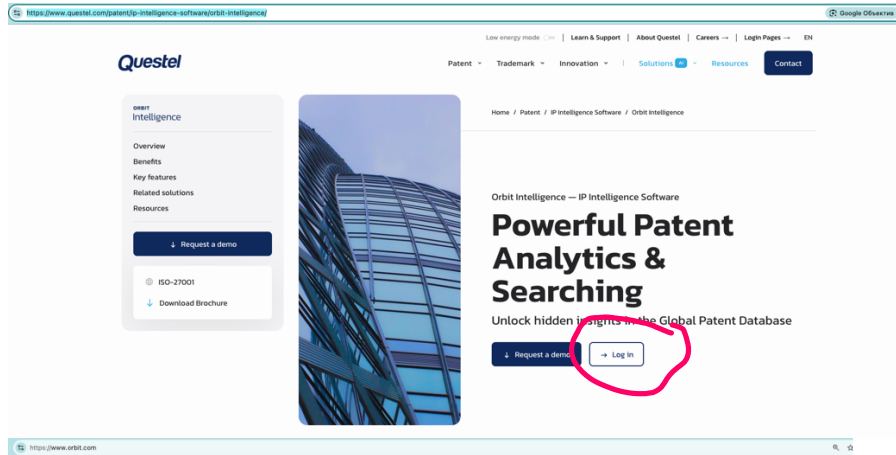 https://www.questel.com/patent/ip-intelligence-software/orbit-intelligence/
Google Объектив
Low energy mode | Learn & Support | About Questel | Careers → | Login Pages → EN
Questel
Patent Trademark Innovation | Solutions AI Resources Contact
ORBIT
Intelligence
Overview
Benefits
Key features
Related solutions
Resources
↓ Request a demo
ISO-27001
↓ Download Brochure
Home / Patent / IP Intelligence Software / Orbit Intelligence
Orbit Intelligence — IP Intelligence Software
Powerful Patent
Analytics &
Searching
Unlock hidden insights in the Global Patent Database
↓ Request a demo
→ Log in
https://www.orbit.com